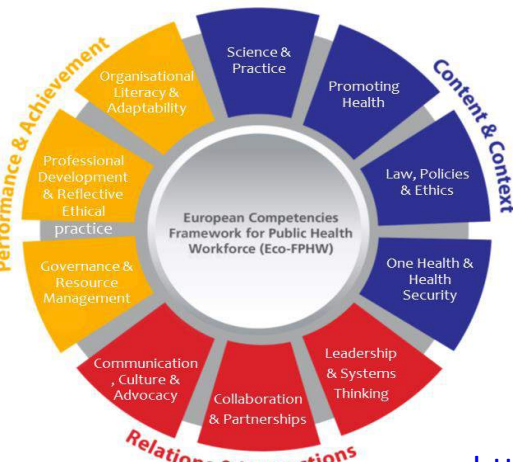 Science &
Practice
Promoting
Health
Law, Policies
& Ethics
One Health &
Health
Security
Leadership
& Systems
Thinking
Collaboration
& Partnerships
Communication
, Culture &
Advocacy
Governance &
Resource
Management
Professional
Development
& Reflective
Ethical
practice
Organisational
Literacy &
Adaptability
European Competencies
Framework for Public Health
Workforce (Eco-FPHW)
Content & Context
Performance & Achievement
Relations